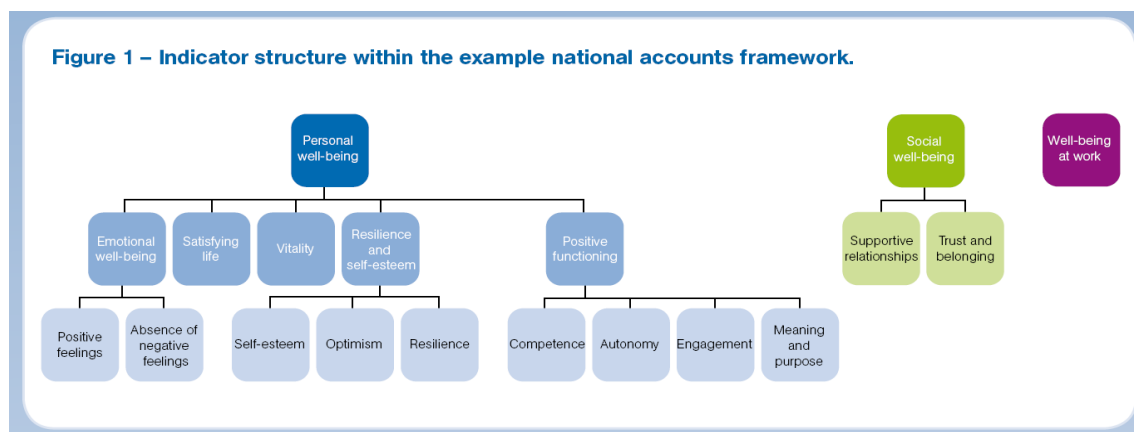 Figure 1 – Indicator structure within the example national accounts framework.
Personal
well-being
Social
well-being
Well-being
at work
Emotional
well-being
Satisfying
life
Vitality
Resilience
and
self-esteem
Positive
functioning
Supportive
relationships
Trust and
belonging
Positive
feelings
Absence of
negative
feelings
Self-esteem
Optimism
Resilience
Competence
Autonomy
Engagement
Meaning
and
purpose